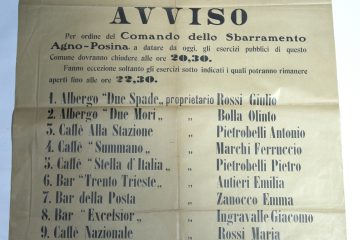 AVVISO
Per ordine del Comando dello Sbarramento
Agno-Posina, a datare da oggi, gli esercizi pubblici di questo
Comune dovranno chiudere alle ore 20,30.
Fanno eccezione soltanto gli esercizi sotto indicati i quali potranno rimanere
aperti fino alle ore 22,30.
1. Albergo "Due Spade„ proprietario Rossi Giulio
2. Albergo "Due Mori„ „ Bolla Olinto
3. Caffè Alla Stazione „ Pietrobelli Antonio
4. Caffè "Summano„ „ Marchi Ferruccio
5. Caffè "Stella d'Italia„ „ Pietrobelli Pietro
6. Bar "Trento Trieste„ „ Autieri Emilia
7. Bar della Posta „ Zanocco Emma
8. Bar "Excelsior„ „ Ingravalle Giacomo
9. Caffè Nazionale „ Rossi Maria